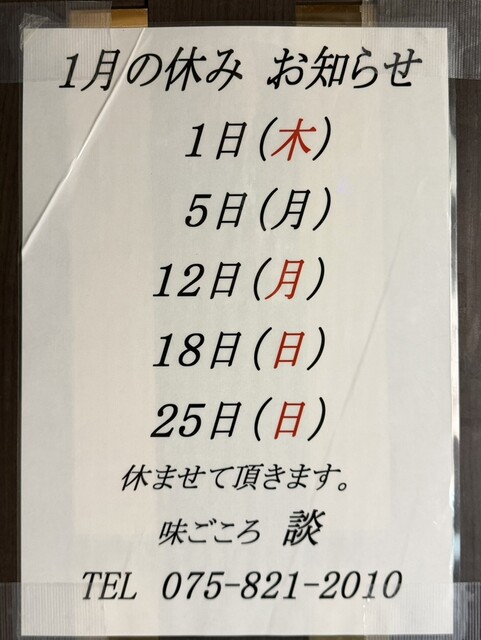 1月の休み お知らせ
1日(木)
5日(月)
12日(月)
18日(日)
25日(日)
休ませて頂きます。
味ごころ 談
TEL 075-821-2010